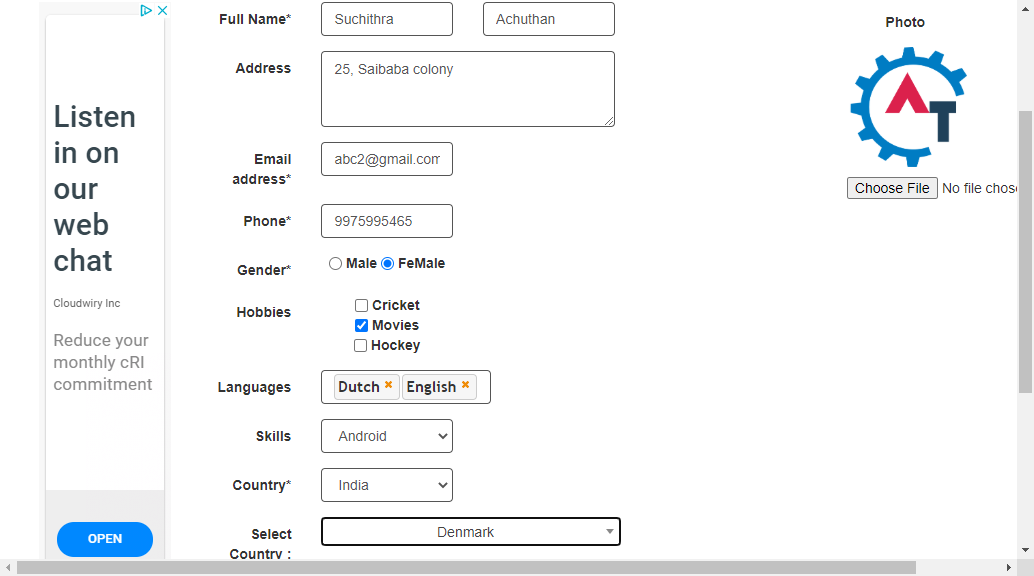 Listen
in on
our
web
chat
Cloudwiry Inc
Reduce your
monthly cRI
commitment
OPEN
Full Name* Suchithra Achuthan
Address 25, Saibaba colony
Email
address* abc2@gmail.com
Phone* 9975995465
Gender* Male FeMale
Hobbies Cricket
Movies
Hockey
Languages Dutch English
Skills Android
Country* India
Select
Country : Denmark
Photo
AT
Choose File No file chose